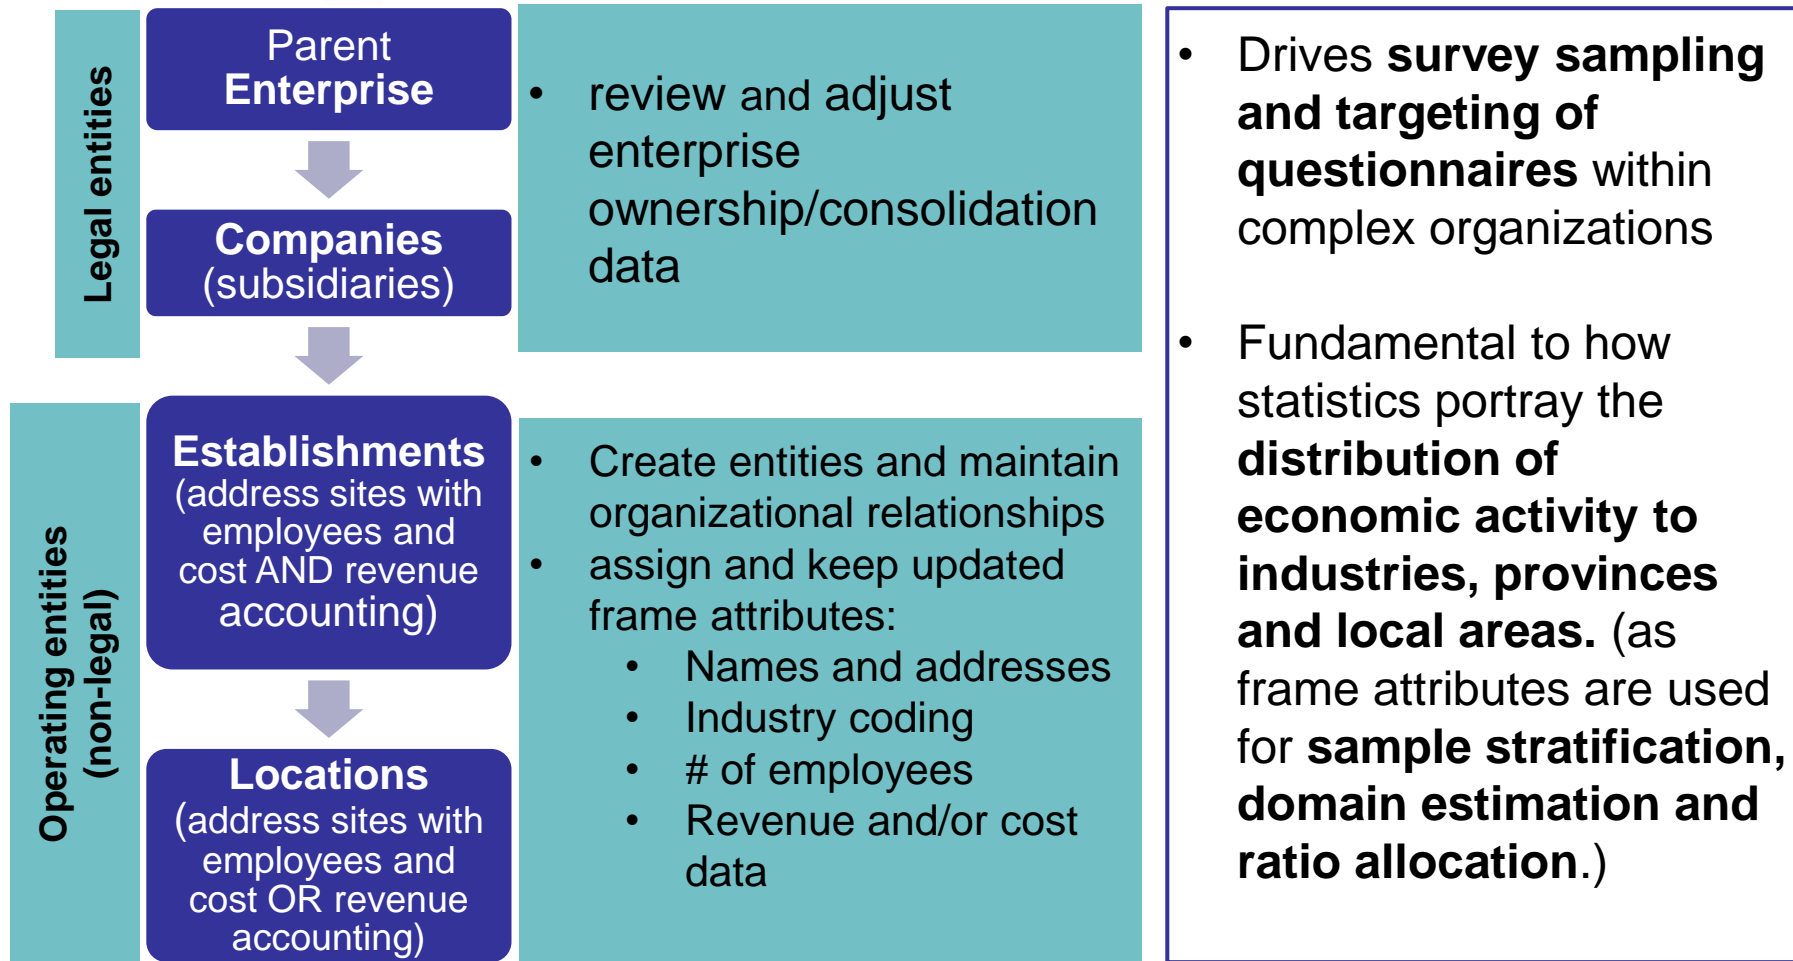 Legal entities
Parent
Enterprise
Companies
(subsidiaries)
• review and adjust
enterprise
ownership/consolidation
data
Operating entities
(non-legal)
Establishments
(address sites with
employees and
cost AND revenue
accounting)
Locations
(address sites with
employees and
cost OR revenue
accounting)
• Create entities and maintain
organizational relationships
• assign and keep updated
frame attributes:
• Names and addresses
• Industry coding
• # of employees
• Revenue and/or cost
data
• Drives survey sampling
and targeting of
questionnaires within
complex organizations
• Fundamental to how
statistics portray the
distribution of
economic activity to
industries, provinces
and local areas. (as
frame attributes are used
for sample stratification,
domain estimation and
ratio allocation.)